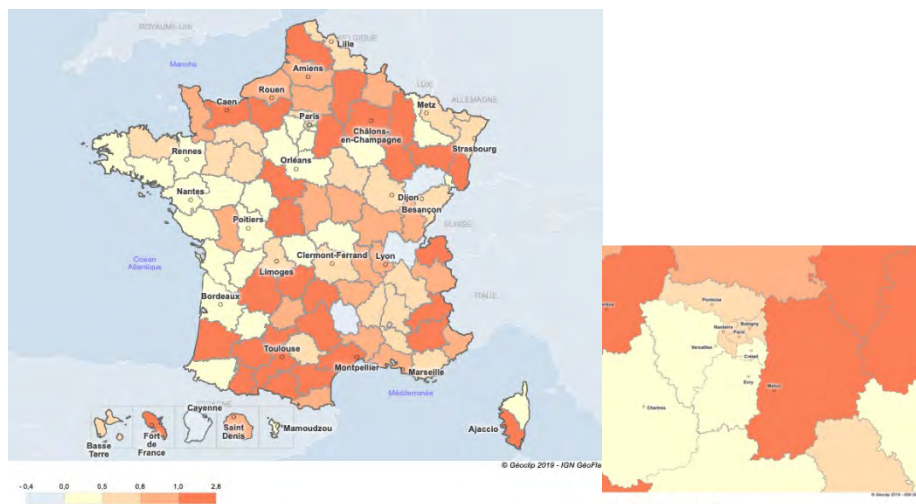 ROYAUME-UNI
BELGIQUE
Lille
Manche
Amiens
LUX
ALLEMAGNE
Rouen
Caen
Metz
Paris
Châlons-
en-Champagne
Strasbourg
Rennes
Orléans
Nantes
Dijon
Besançon
Poitiers
SUISSE
Océan
Atlantique
Clermont-Ferrand
Lyon
Limoges
ITALIE
Bordeaux
Toulouse
Montpellier
Marseille
Méditerranée
Cayenne
Basse
Terre
Fort
de
France
Saint
Denis
Mamoudzou
Ajaccio
© Géoclip 2019 - IGN GéoFla
-0,4 0,0 0,8 1,0 2,8
Pontoise
Bobigny
Nanterre
Paris
Versailles
Créteil
Evry
Melun
Chartres